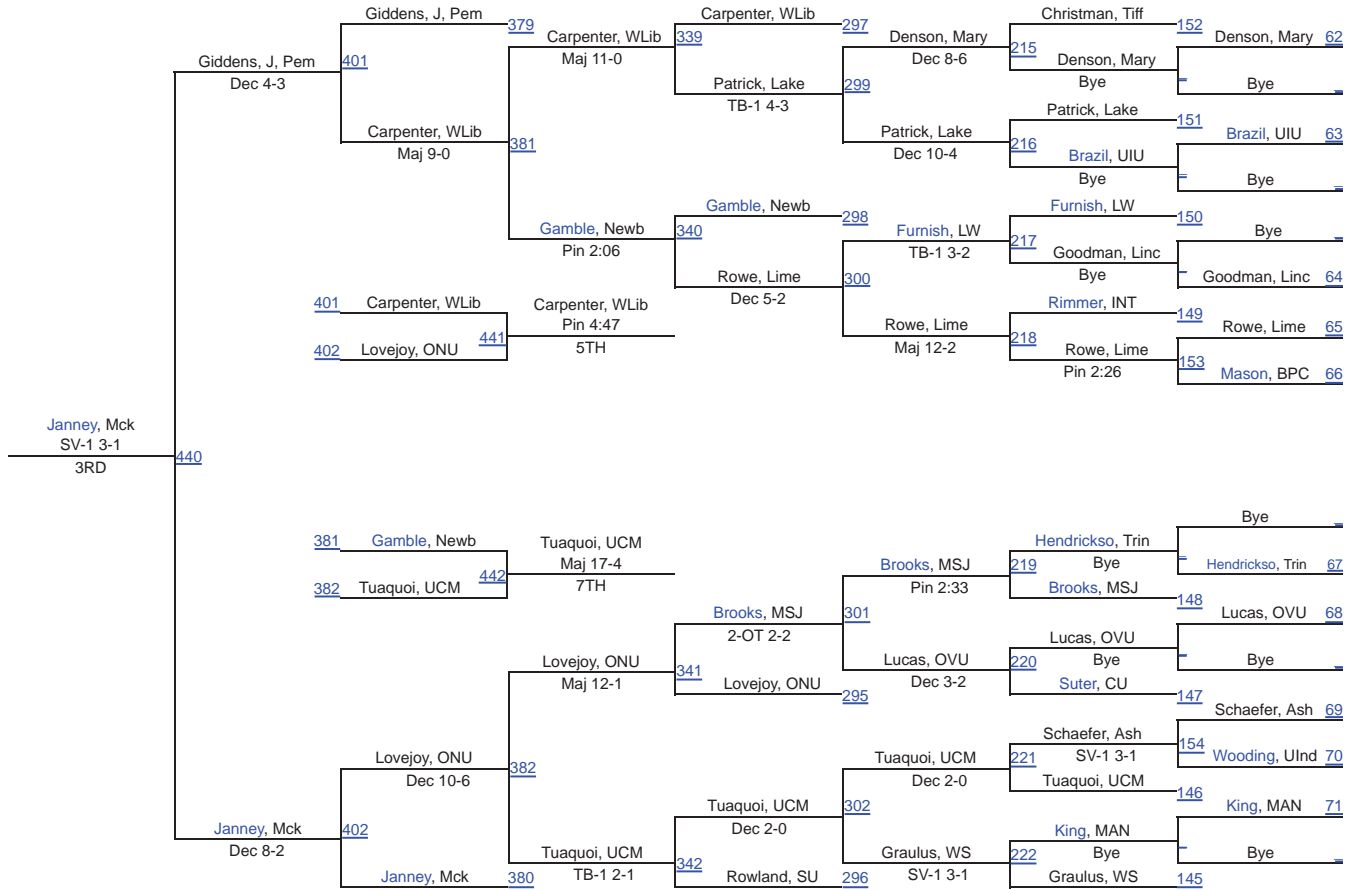 Giddens, J, Pem 379
Carpenter, WLib 297
Christman, Tiff 152
Carpenter, WLib 339
Maj 11-0
Denson, Mary 215
Dec 8-6
Denson, Mary 62
Giddens, J, Pem 401
Dec 4-3
Denson, Mary
Bye
Bye
Patrick, Lake 299
TB-1 4-3
Patrick, Lake 151
Carpenter, WLib 381
Maj 9-0
Patrick, Lake 216
Dec 10-4
Brazil, UIU 63
Brazil, UIU
Bye
Bye
Gamble, Newb 298
Furnish, LW 150
Gamble, Newb 340
Pin 2:06
Furnish, LW 217
TB-1 3-2
Bye
Goodman, Linc
Bye
Goodman, Linc 64
Rowe, Lime 300
Dec 5-2
401 Carpenter, WLib
Carpenter, WLib
Pin 4:47
5TH
441
402 Lovejoy, ONU
Rimmer, INT 149
Rowe, Lime 218
Maj 12-2
Rowe, Lime 65
Rowe, Lime 153
Pin 2:26
Mason, BPC 66
Janney, Mck
SV-1 3-1
3RD
440
Bye
381 Gamble, Newb
Tuaquoi, UCM
Maj 17-4
7TH
442
382 Tuaquoi, UCM
Hendrickso, Trin
Bye
Hendrickso, Trin 67
Brooks, MSJ 219
Pin 2:33
Brooks, MSJ 148
Brooks, MSJ 301
2-OT 2-2
Lucas, OVU 68
Lucas, OVU
Bye
Bye
Lovejoy, ONU 341
Maj 12-1
Lucas, OVU 220
Dec 3-2
Lovejoy, ONU 295
Suter, CU 147
Schaefer, Ash 69
Schaefer, Ash 154
SV-1 3-1
Wooding, UInd 70
Lovejoy, ONU 382
Dec 10-6
Tuaquoi, UCM 221
Dec 2-0
Tuaquoi, UCM 146
Tuaquoi, UCM 302
Dec 2-0
King, MAN 71
Janney, Mck 402
Dec 8-2
King, MAN
Bye
Bye
Tuaquoi, UCM 342
TB-1 2-1
Graulus, WS 222
SV-1 3-1
Janney, Mck 380
Rowland, SU 296
Graulus, WS 145